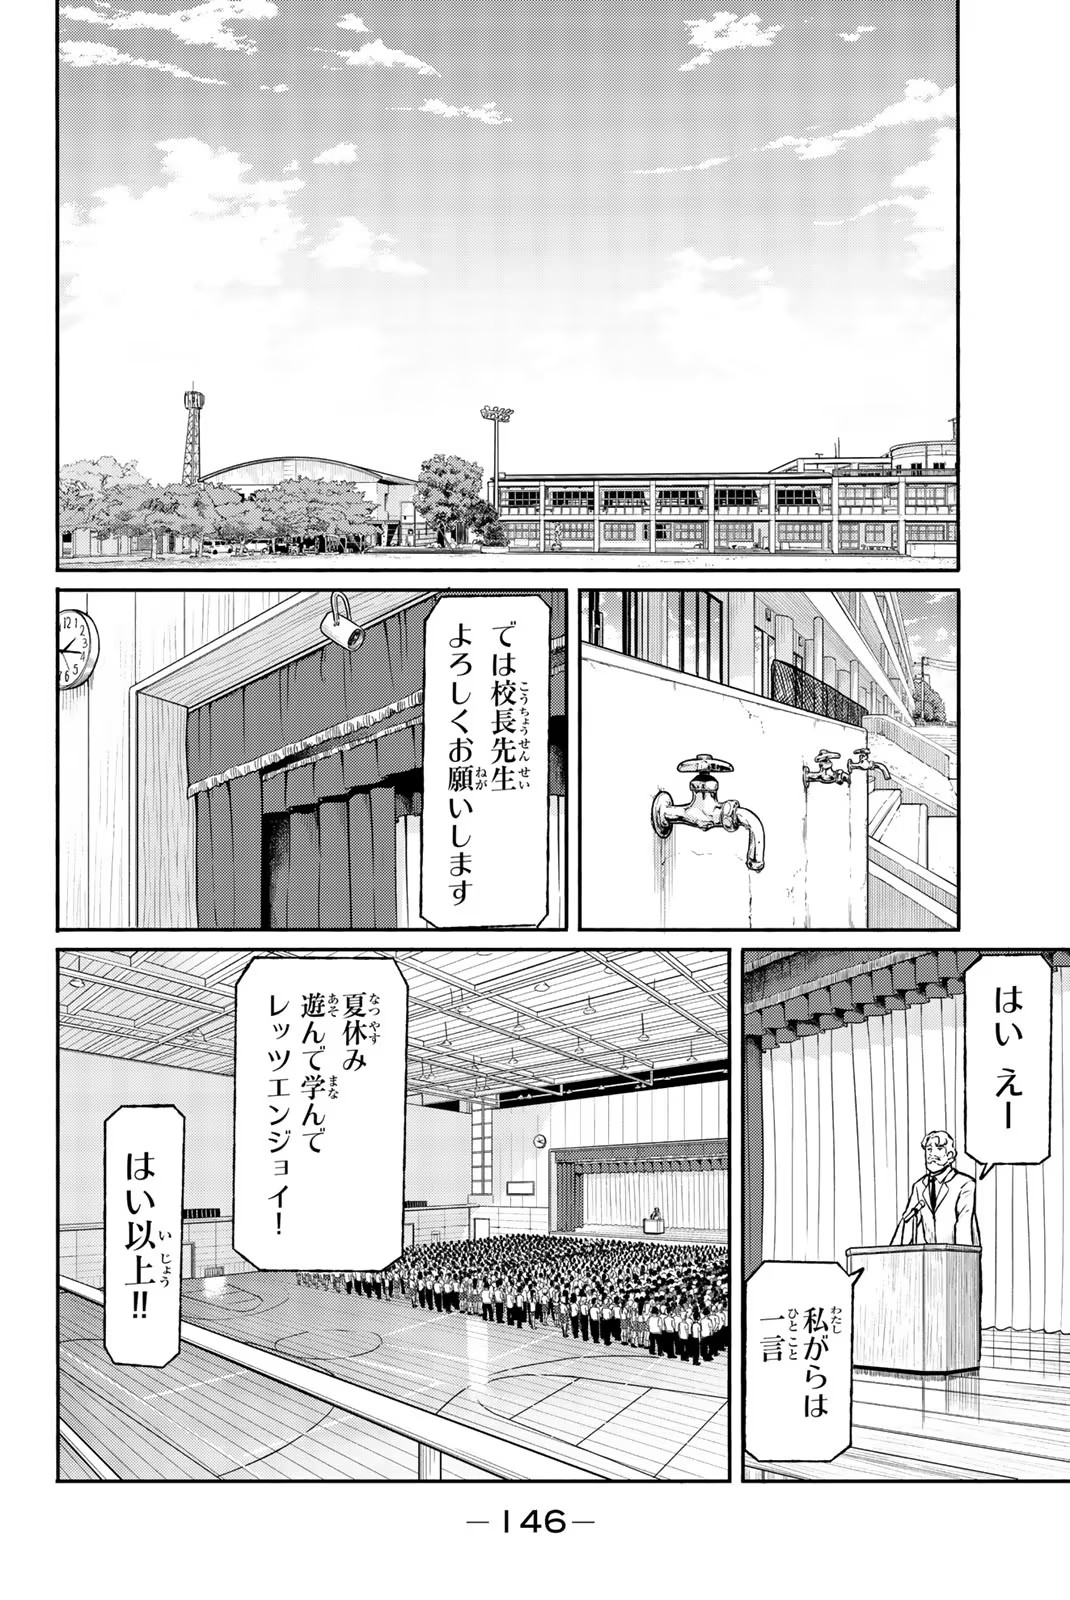 では校長先生
よろしくお願いします
はい えー
私からは
一言
夏休み
遊んで学んで
レッツエンジョイ!
はい以上!!
—146—